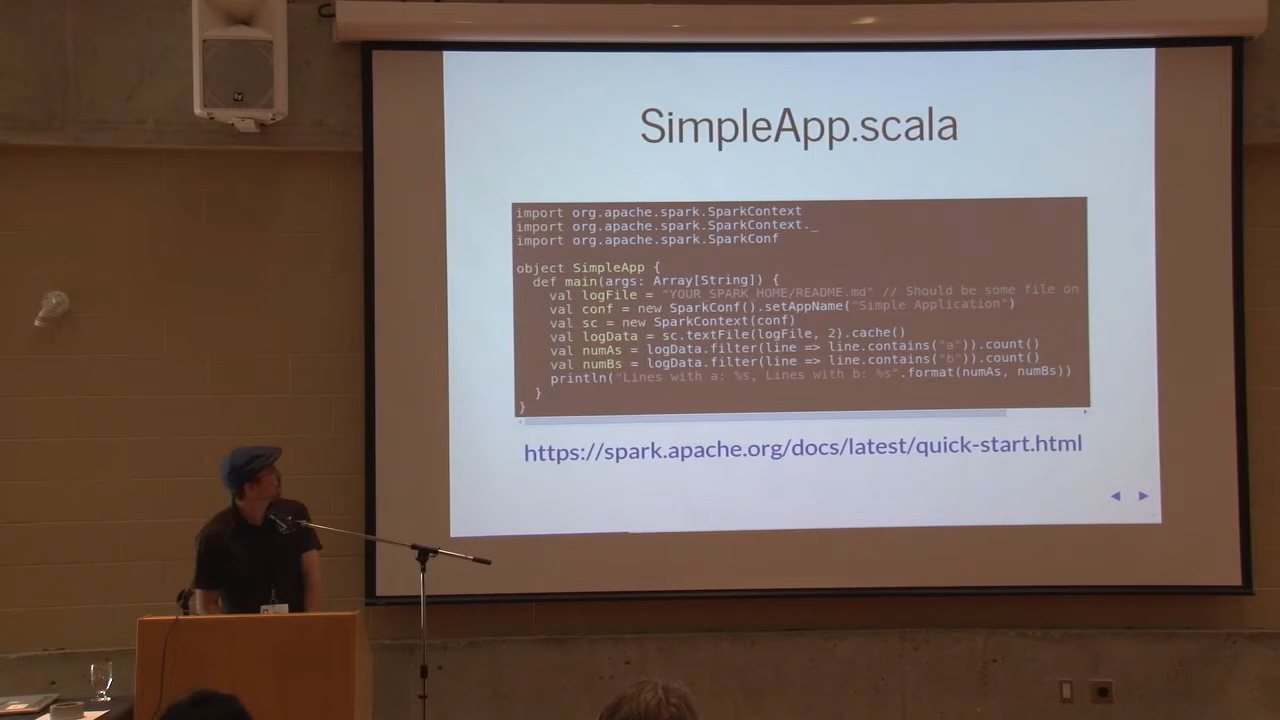 SimpleApp.scala
import org.apache.spark.SparkContext
import org.apache.spark.SparkContext._
import org.apache.spark.SparkConf
object SimpleApp {
def main(args: Array[String]) {
val logFile = "YOUR_SPARK_HOME/README.md" // Should be some file on
val conf = new SparkConf().setAppName("Simple Application")
val sc = new SparkContext(conf)
val logData = sc.textFile(logFile, 2).cache()
val numAs = logData.filter(line => line.contains("a")).count()
val numBs = logData.filter(line => line.contains("b")).count()
println("Lines with a: %s, Lines with b: %s".format(numAs, numBs))
}
}
https://spark.apache.org/docs/latest/quick-start.html